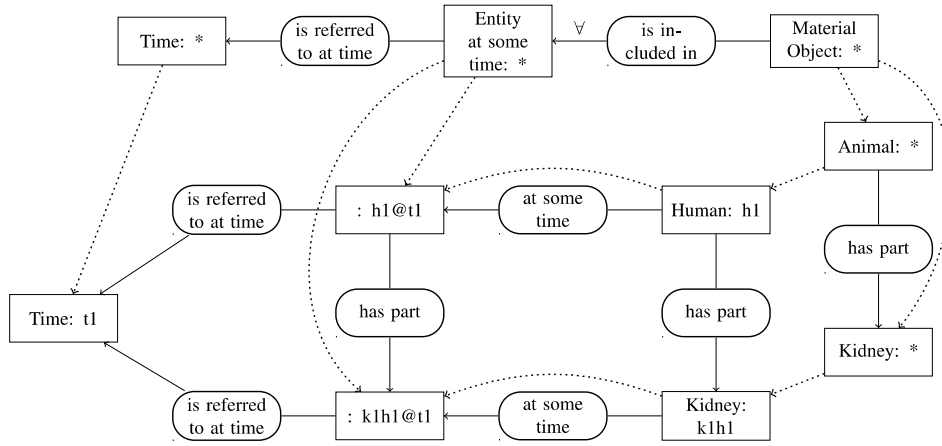 Time: *
is referred
to at time
Entity
at some
time: *
∀
is in-
cluded in
Material
Object: *
Animal: *
is referred
to at time
: h1@t1
at some
time
Human: h1
has part
Time: t1
has part
has part
Kidney: *
is referred
to at time
: k1h1@t1
at some
time
Kidney:
k1h1